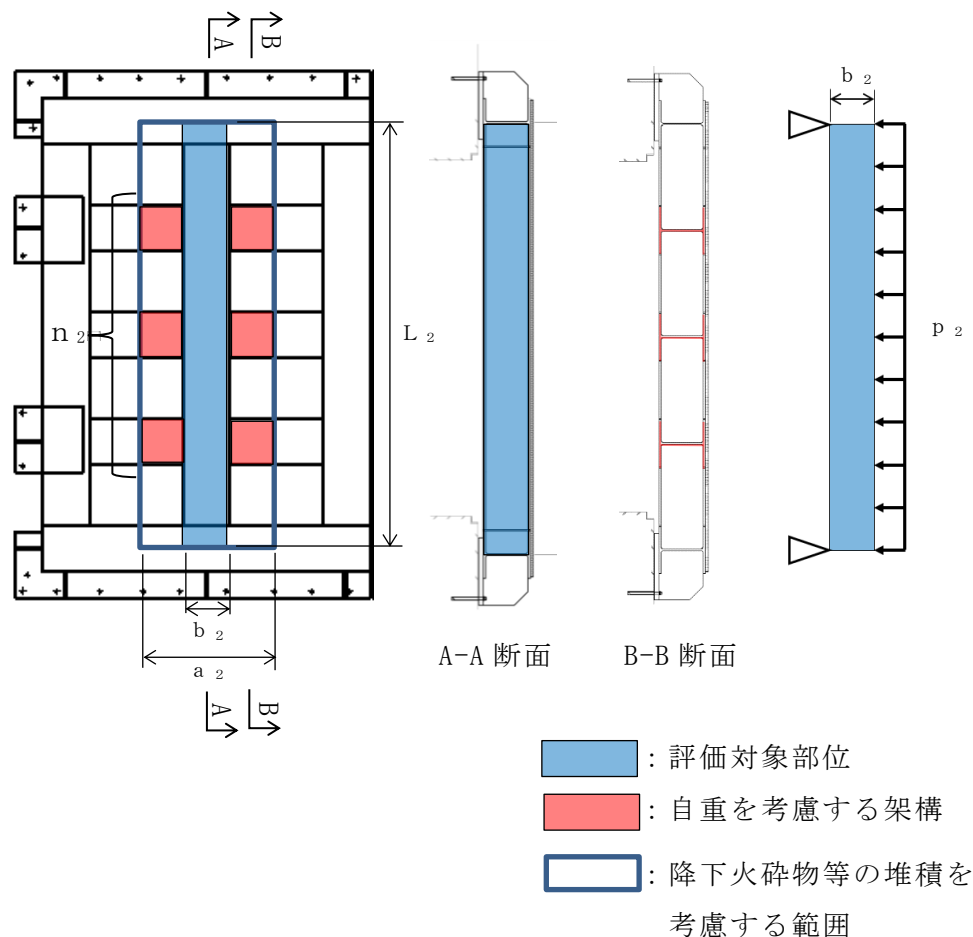 A B
b ２
n ２
L ２
p ２
b ２
a ２
A-A 断面 B-B 断面
A B
: 評価対象部位
: 自重を考慮する架構
: 降下火砕物等の堆積を
考慮する範囲